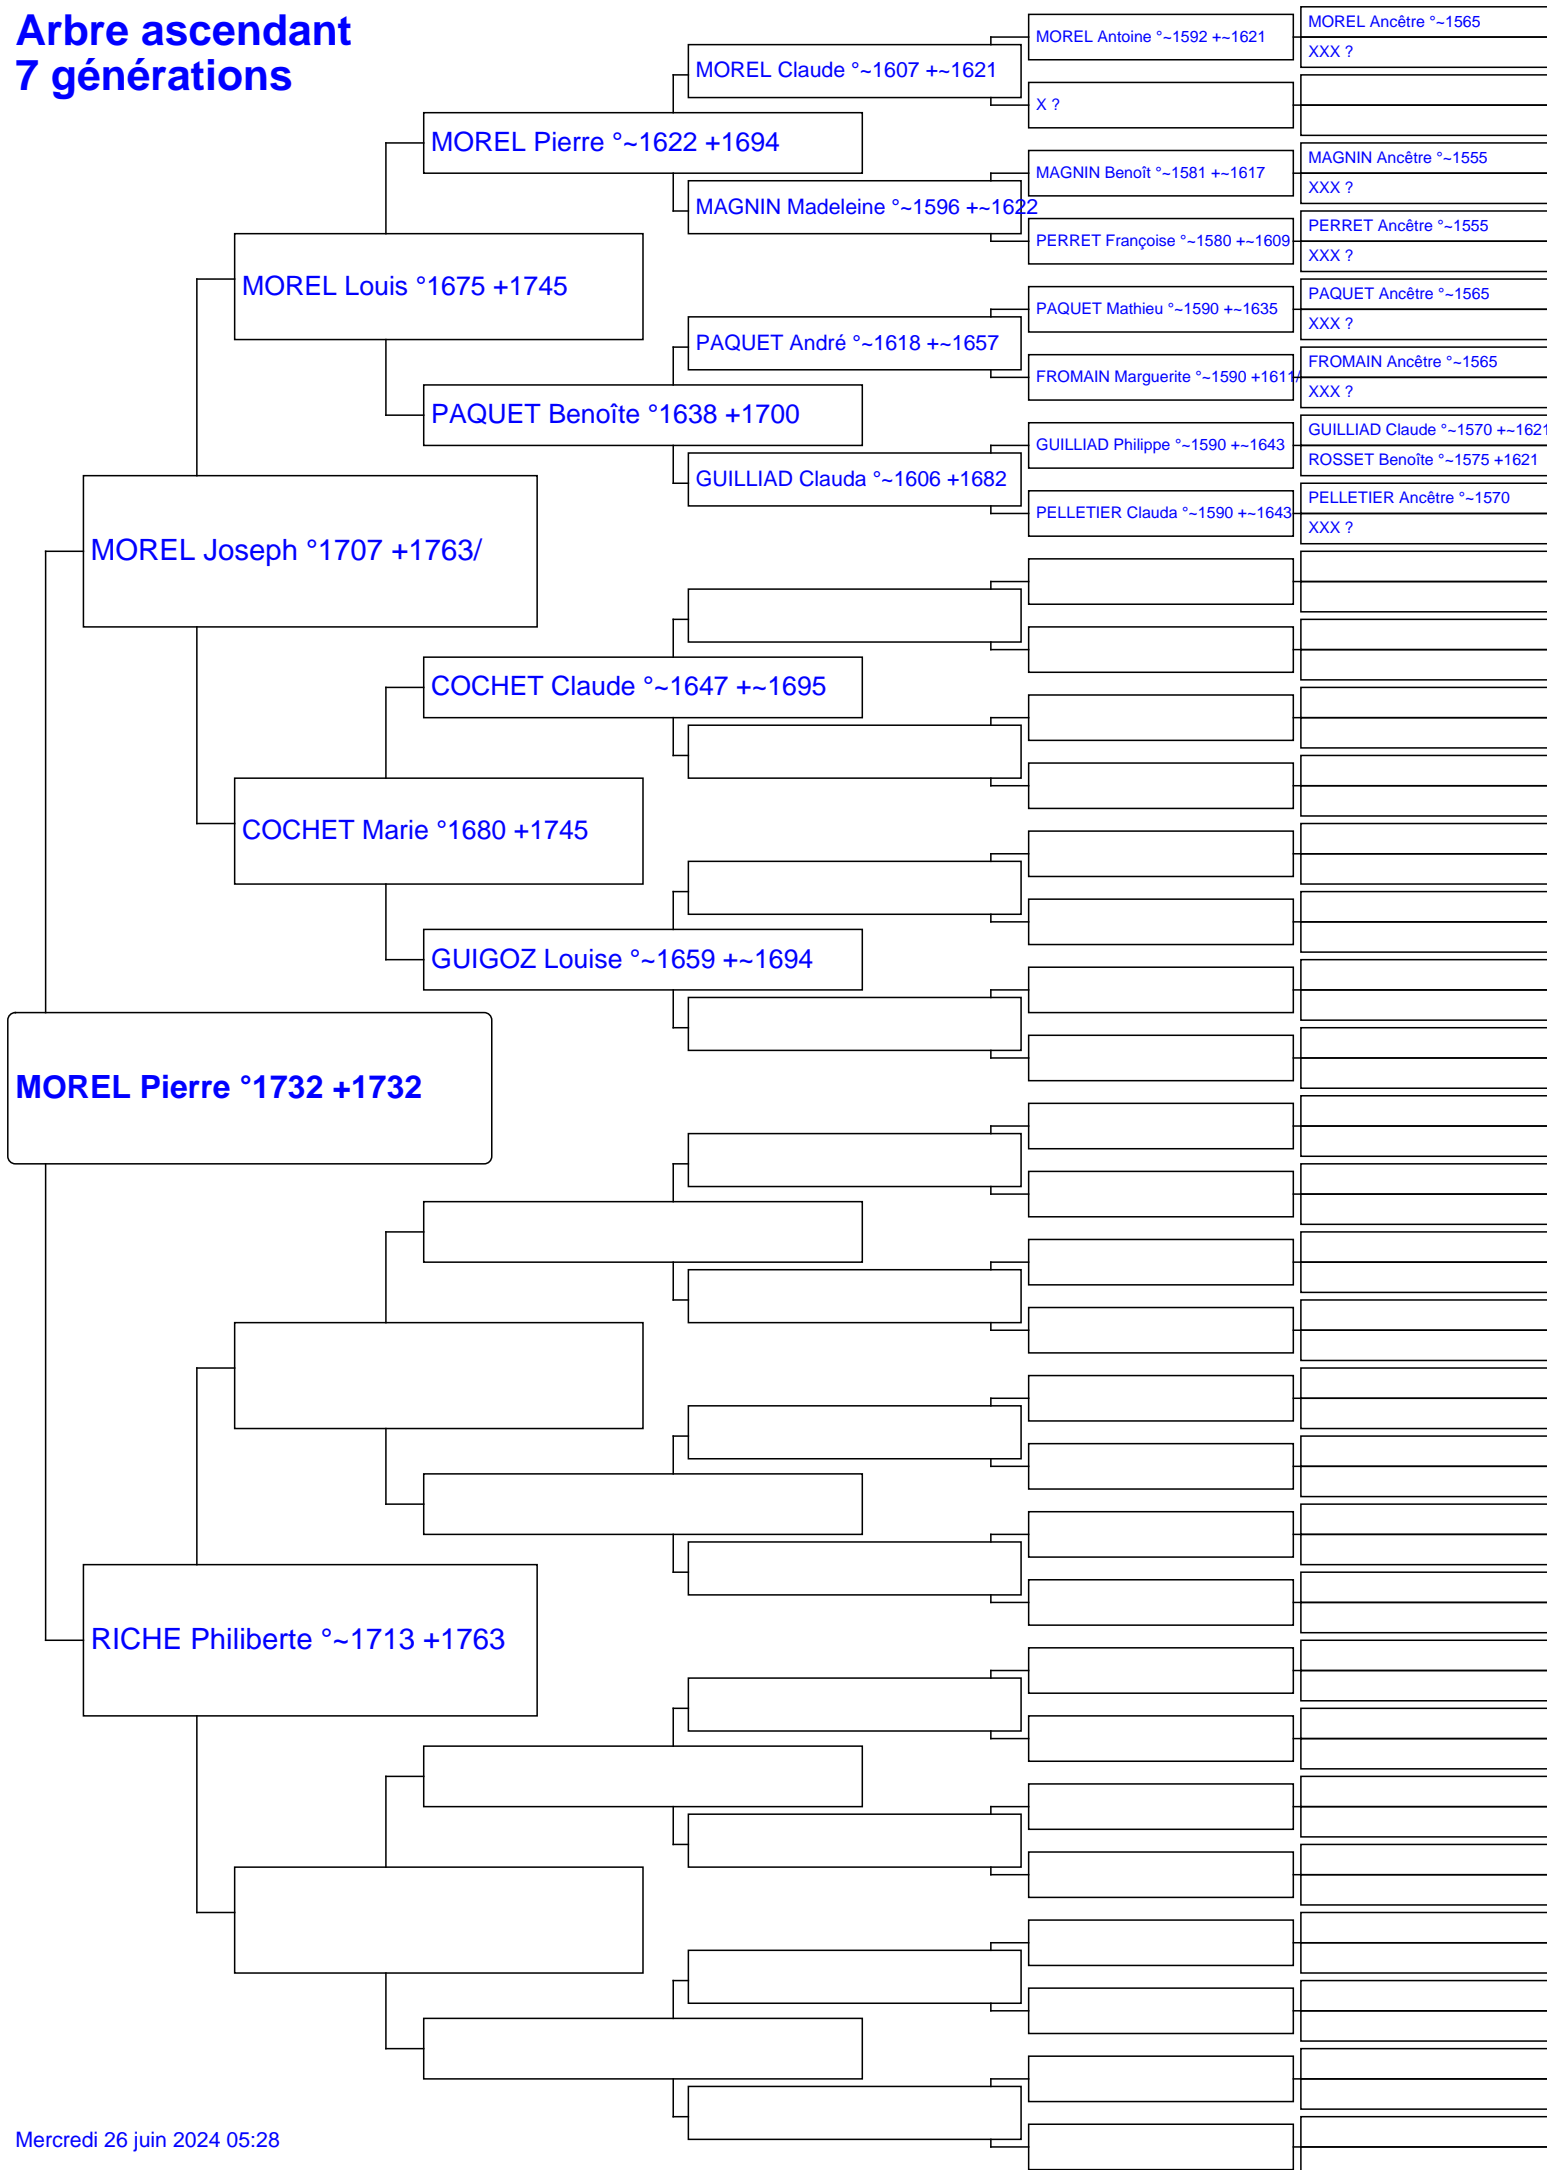 Arbre ascendant
7 générations
MOREL Ancêtre °~1565
MOREL Antoine °~1592 +~1621
XXX ?
MOREL Claude °~1607 +~1621
X ?
MOREL Pierre °~1622 +1694
MAGNIN Ancêtre °~1555
MAGNIN Benoît °~1581 +~1617
XXX ?
MAGNIN Madeleine °~1596 +~1622
PERRET Ancêtre °~1555
PERRET Françoise °~1580 +~1609
XXX ?
MOREL Louis °1675 +1745
PAQUET Ancêtre °~1565
PAQUET Mathieu °~1590 +~1635
XXX ?
PAQUET André °~1618 +~1657
FROMAIN Ancêtre °~1565
FROMAIN Marguerite °~1590 +1611/
XXX ?
PAQUET Benoîte °1638 +1700
GUILLIAD Claude °~1570 +~1621
GUILLIAD Philippe °~1590 +~1643
ROSSET Benoîte °~1575 +1621
GUILLIAD Clauda °~1606 +1682
PELLETIER Ancêtre °~1570
PELLETIER Clauda °~1590 +~1643
XXX ?
MOREL Joseph °1707 +1763/
COCHET Claude °~1647 +~1695
COCHET Marie °1680 +1745
GUIGOZ Louise °~1659 +~1694
MOREL Pierre °1732 +1732
RICHE Philiberte °~1713 +1763
Mercredi 26 juin 2024 05:28